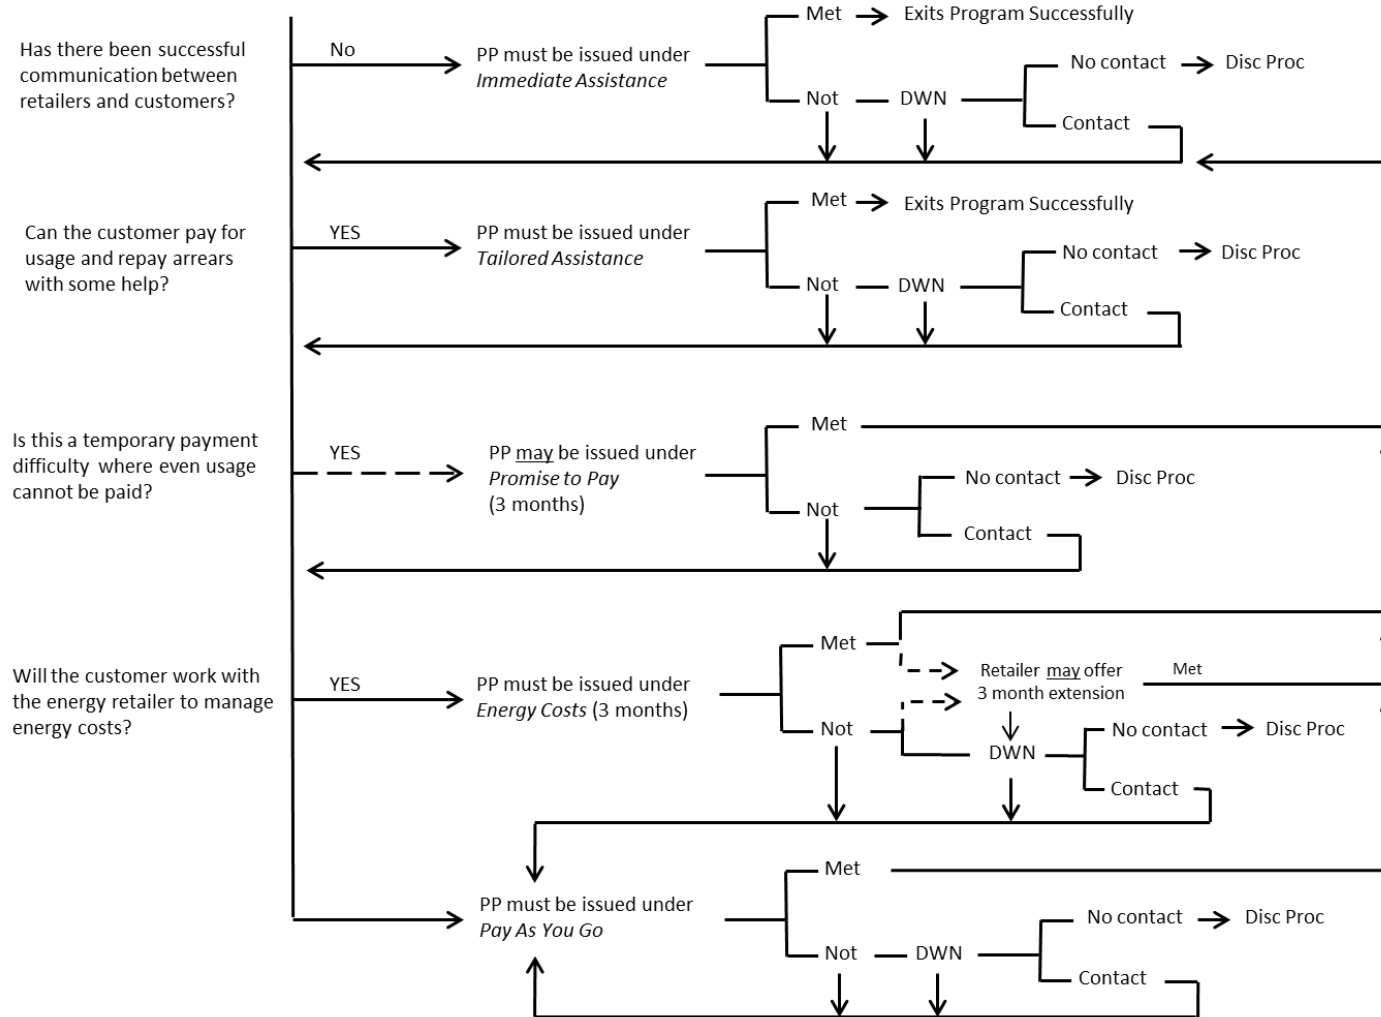 Has there been successful
communication between
retailers and customers?
No
PP must be issued under
Immediate Assistance
Met
Exits Program Successfully
Not
DWN
No contact
Disc Proc
Contact
Can the customer pay for
usage and repay arrears
with some help?
YES
PP must be issued under
Tailored Assistance
Met
Exits Program Successfully
Not
DWN
No contact
Disc Proc
Contact
Is this a temporary payment
difficulty where even usage
cannot be paid?
YES
PP may be issued under
Promise to Pay
(3 months)
Met
Not
No contact
Disc Proc
Contact
Will the customer work with
the energy retailer to manage
energy costs?
YES
PP must be issued under
Energy Costs (3 months)
Met
Retailer may offer
3 month extension
Met
Not
DWN
No contact
Disc Proc
Contact
PP must be issued under
Pay As You Go
Met
Not
DWN
No contact
Disc Proc
Contact